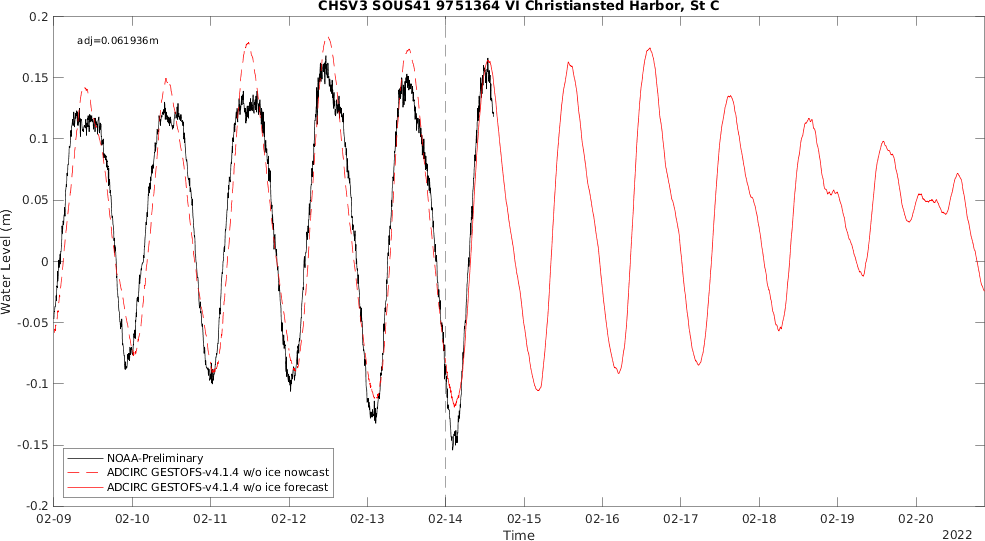 CHSV3 SOUS41 9751364 VI Christiansted Harbor, St C
0.2
0.15
0.1
0.05
0
-0.05
-0.1
-0.15
-0.2
Water Level (m)
adj=0.061936m
NOAA-Preliminary
ADCIRC GESTOFS-v4.1.4 w/o ice nowcast
ADCIRC GESTOFS-v4.1.4 w/o ice forecast
02-09 02-10 02-11 02-12 02-13 02-14 02-15 02-16 02-17 02-18 02-19 02-20
Time
2022